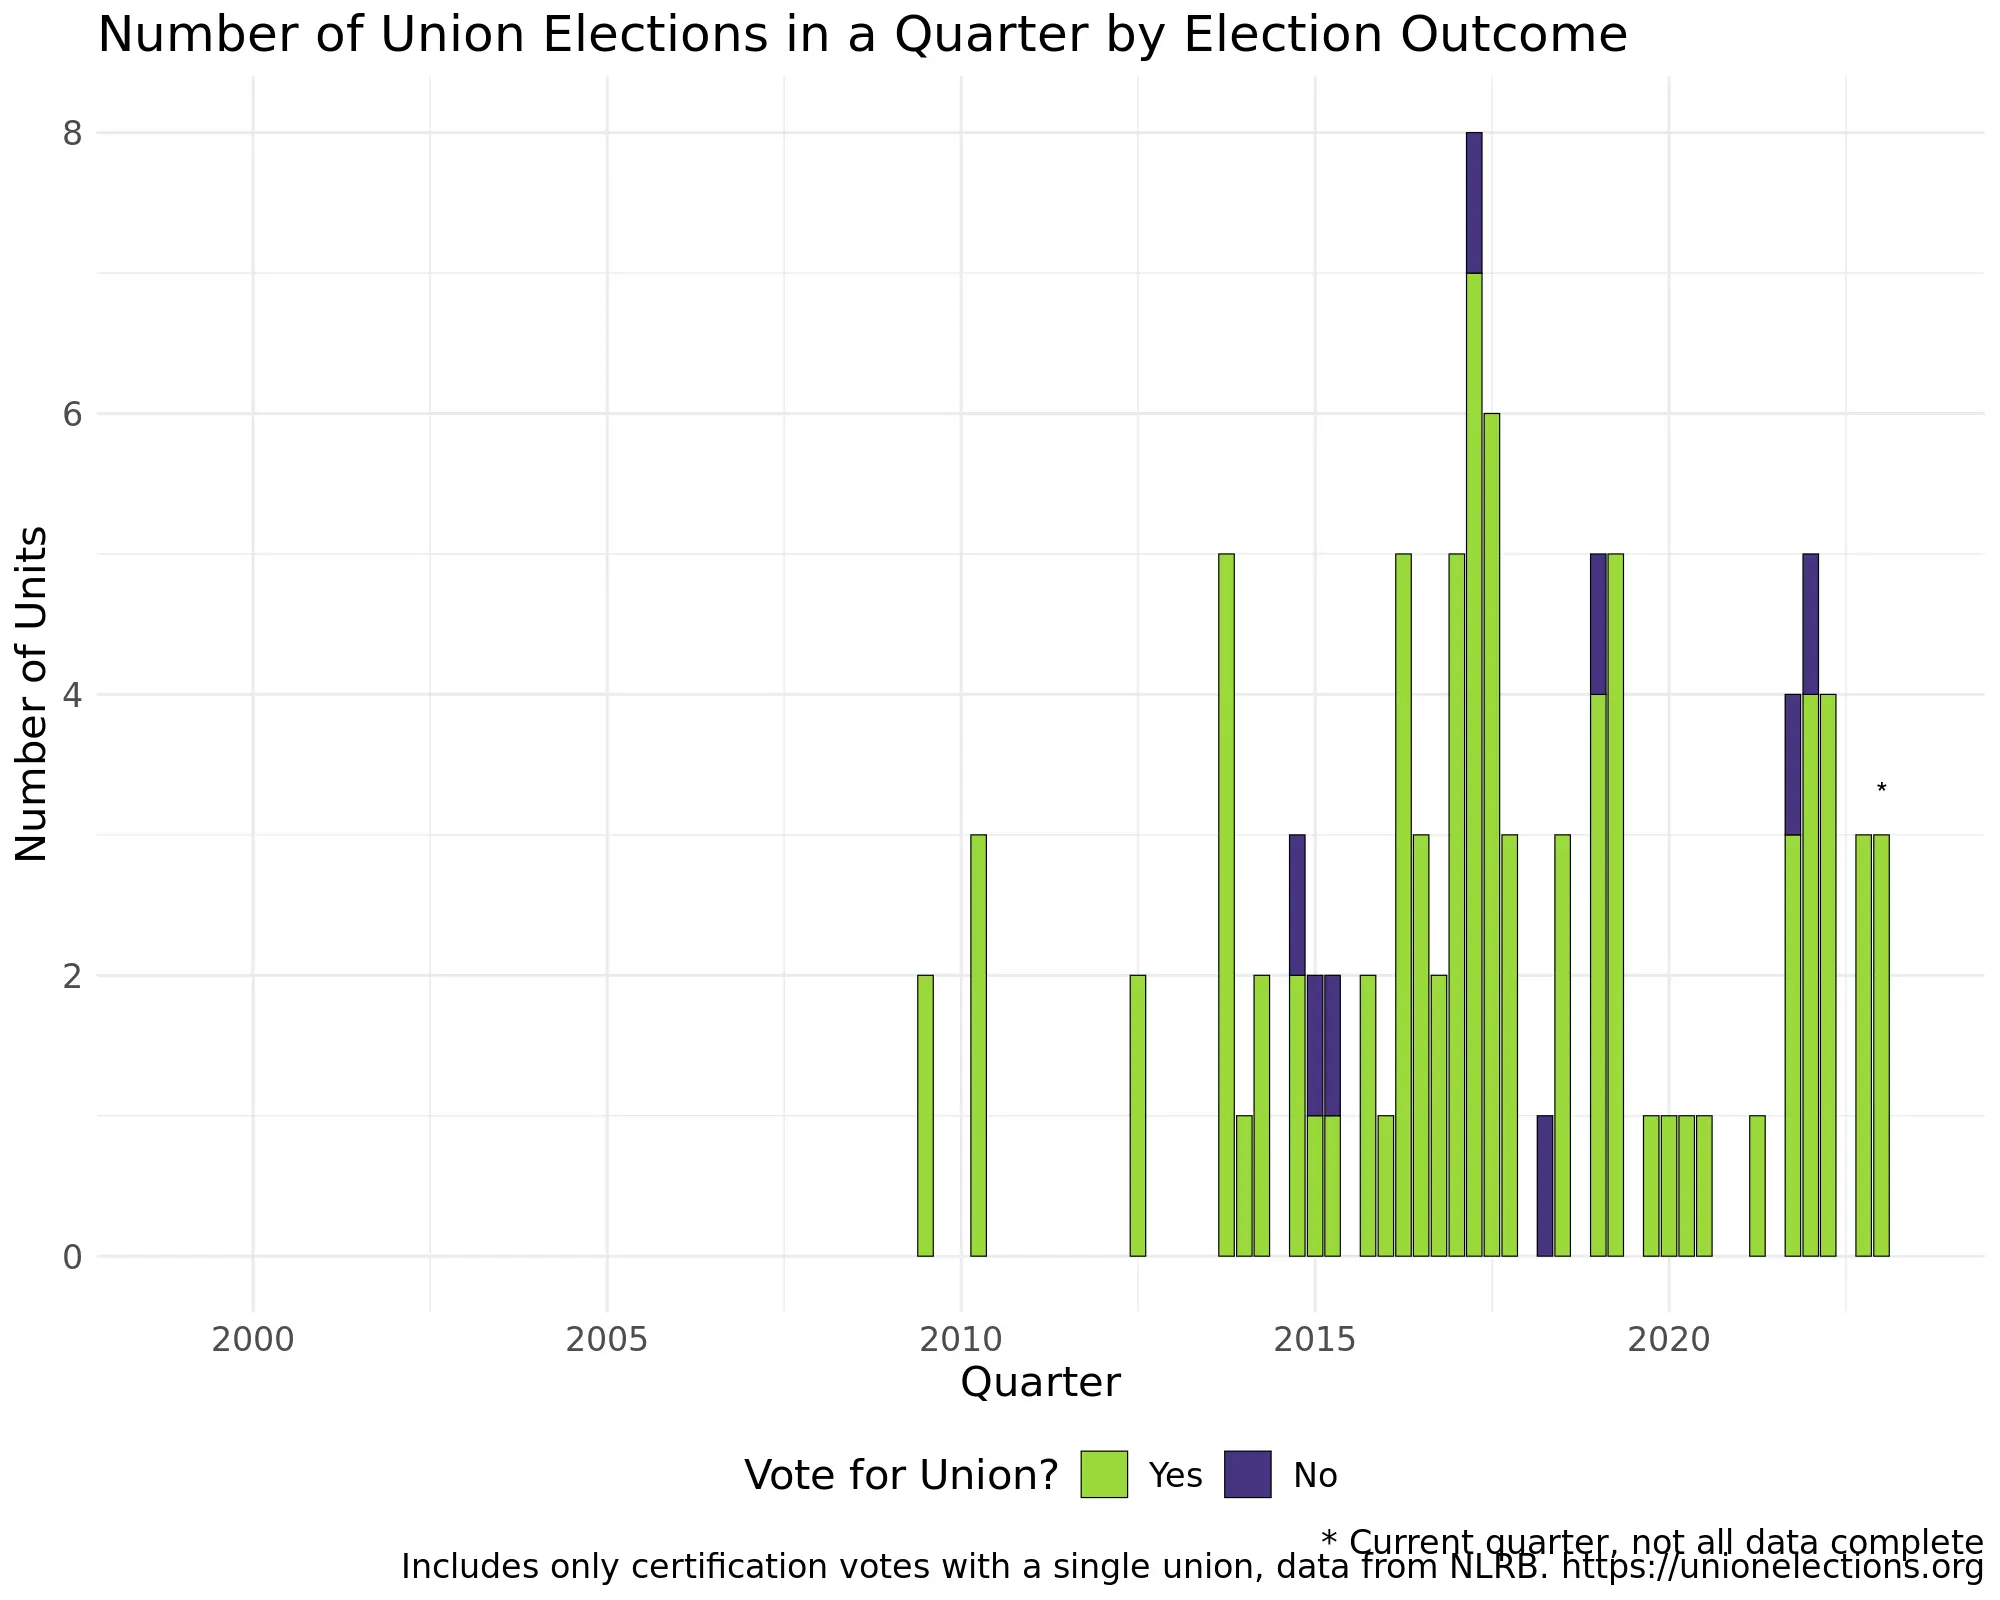 Number of Union Elections in a Quarter by Election Outcome
Number of Units
8
6
4
2
0
*
2000 2005 2010 2015 2020
Quarter
Vote for Union? Yes No
* Current quarter, not all data complete
Includes only certification votes with a single union, data from NLRB. https://unionelections.org